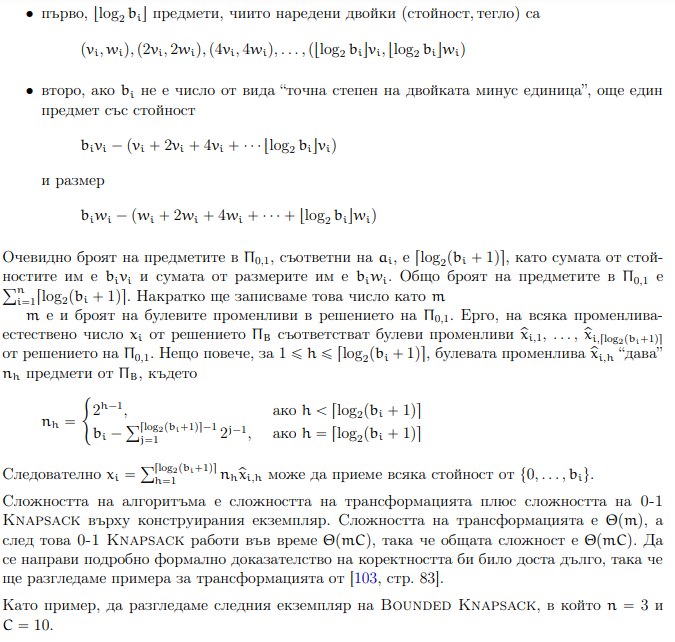 • първо, ⌊log₂ bᵢ⌋ предмети, чиито наредени двойки (стойност, тегло) са
(vᵢ, wᵢ), (2vᵢ, 2wᵢ), (4vᵢ, 4wᵢ), . . . , (⌊log₂ bᵢ⌋vᵢ, ⌊log₂ bᵢ⌋wᵢ)
• второ, ако bᵢ не е число от вида “точна степен на двойката минус единица”, още един
предмет със стойност
bᵢvᵢ − (vᵢ + 2vᵢ + 4vᵢ + · · · ⌊log₂ bᵢ⌋vᵢ)
и размер
bᵢwᵢ − (wᵢ + 2wᵢ + 4wᵢ + · · · + ⌊log₂ bᵢ⌋wᵢ)
Очевидно броят на предметите в Π₀,₁, съответни на aᵢ, е ⌈log₂(bᵢ + 1)⌉, като сумата от стой-
ностите им е bᵢvᵢ и сумата от размерите им е bᵢwᵢ. Общо броят на предметите в Π₀,₁ е
∑ⁿᵢ₌₁⌈log₂(bᵢ + 1)⌉. Накратко ще записваме това число като m
m е и броят на булевите променливи в решението на Π₀,₁. Ерго, на всяка променлива-
естествено число xᵢ от решението Π_B съответстват булеви променливи x̂ᵢ,₁, . . . , x̂_{i,⌈log₂(bᵢ+1)⌉}
от решението на Π₀,₁. Нещо повече, за 1 ⩽ h ⩽ ⌈log₂(bᵢ + 1)⌉, булевата променлива x̂_{i,h} “дава”
n_h предмети от Π_B, където
n_h = { 2^{h−1}, ако h < ⌈log₂(bᵢ + 1)⌉
bᵢ − ∑_{j=1}^{⌈log₂(bᵢ+1)⌉−1} 2^{j−1}, ако h = ⌈log₂(bᵢ + 1)⌉
Следователно xᵢ = ∑_{h=1}^{⌈log₂(bᵢ+1)⌉} n_h x̂_{i,h} може да приеме всяка стойност от {0, . . . , bᵢ}.
Сложността на алгоритъма е сложността на трансформацията плюс сложността на 0-1
KNAPSACK върху конструирания екземпляр. Сложността на трансформацията е Θ(m), а
след това 0-1 KNAPSACK работи във време Θ(mC), така че общата сложност е Θ(mC). Да
се направи подробно формално доказателство на коректността би било доста дълго, така че
ще разгледаме примера за трансформацията от [103, стр. 83].
Като пример, да разгледаме следния екземпляр на BOUNDED KNAPSACK, в който n = 3 и
C = 10.